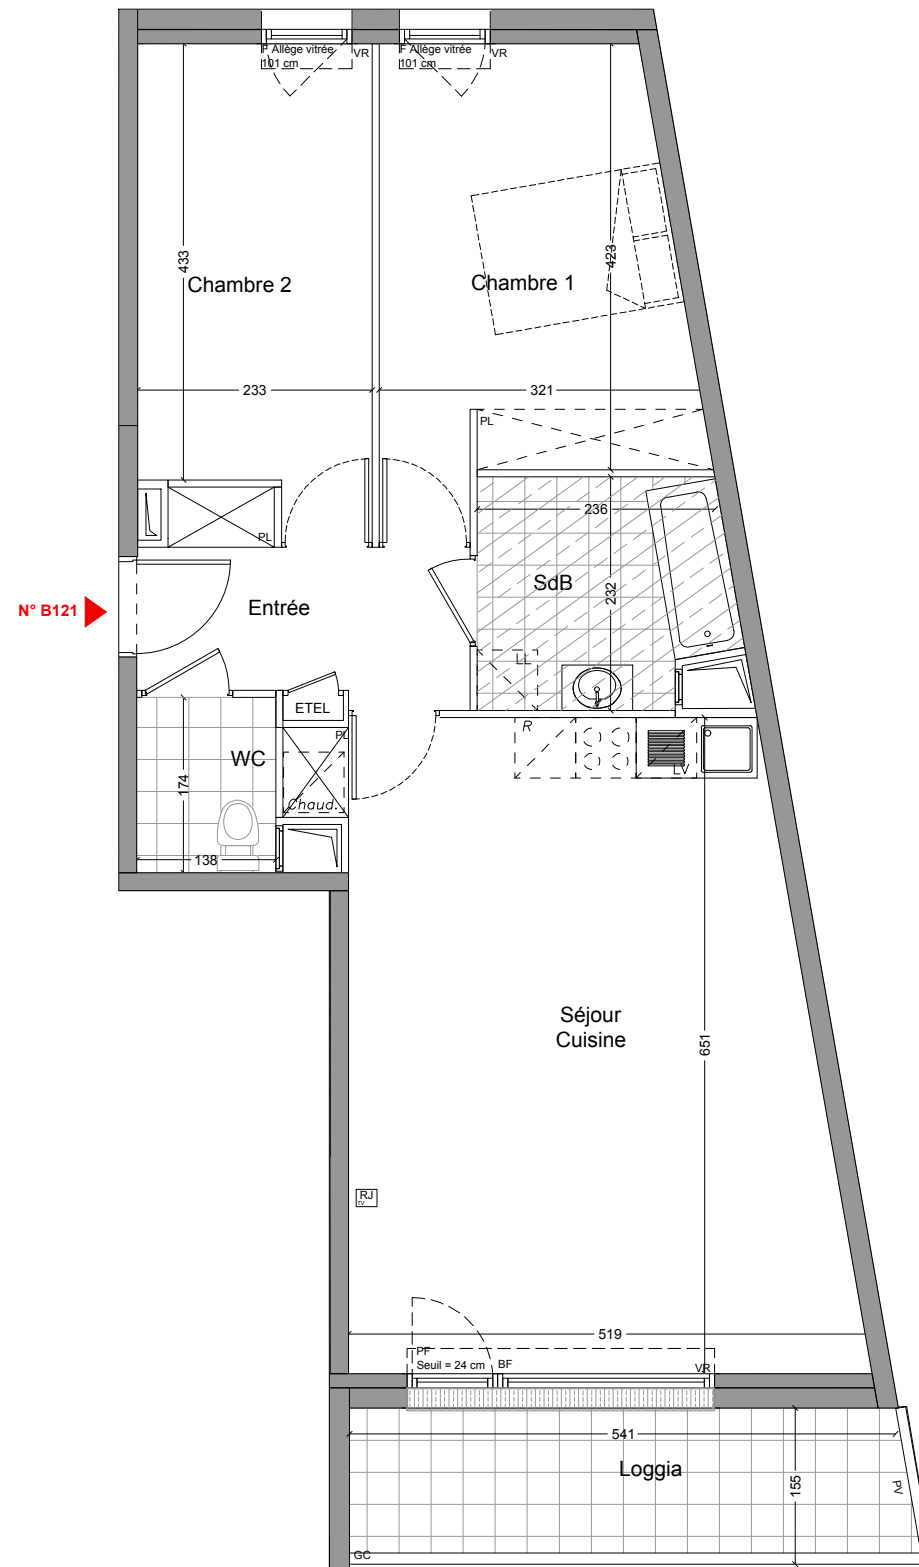 F Allège vitrée
101 cm
VR
F Allège vitrée
101 cm
VR
433
Chambre 2
423
Chambre 1
233
321
PL
PL
236
SdB
232
N° B121
Entrée
LL
ETEL
PL
R
WC
LV
174
Chaud.
138
Séjour
Cuisine
651
RJ
TV
519
PF
Seuil = 24 cm
BF
VR
541
Loggia
155
PV
GC